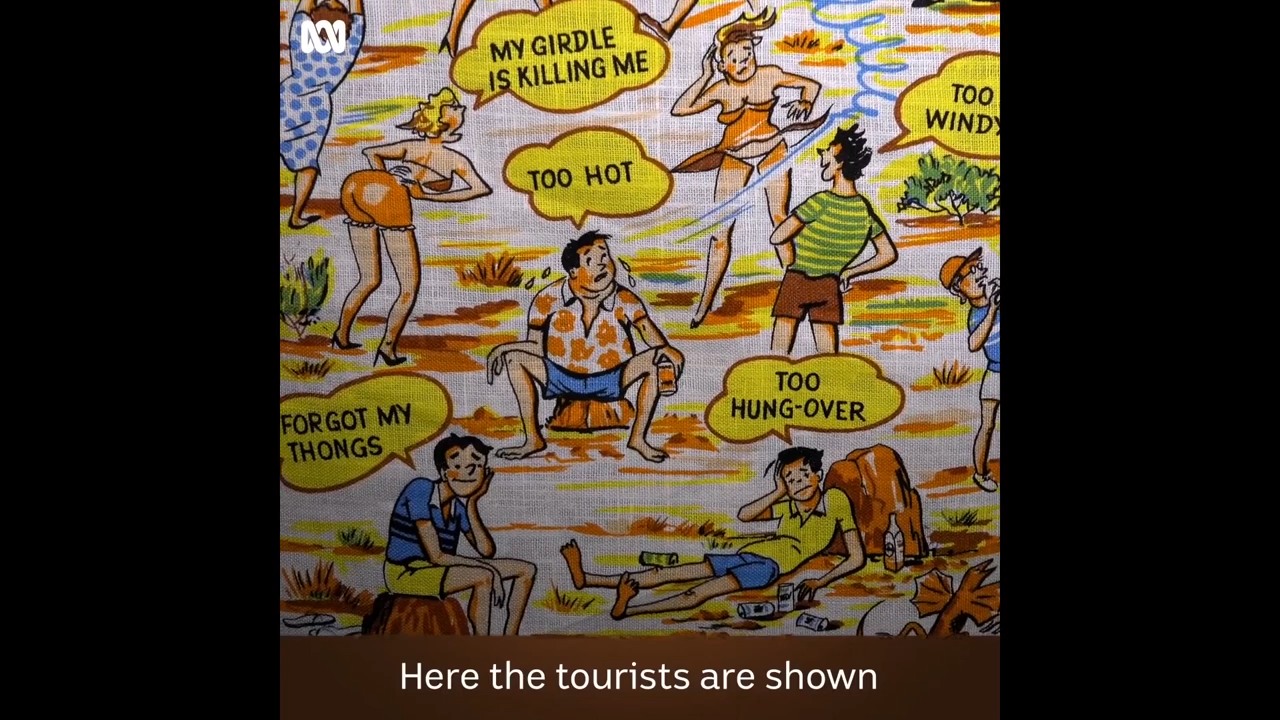 MY GIRDLE
IS KILLING ME
TOO
WINDY
TOO HOT
TOO
HUNG-OVER
FORGOT MY
THONGS
Here the tourists are shown